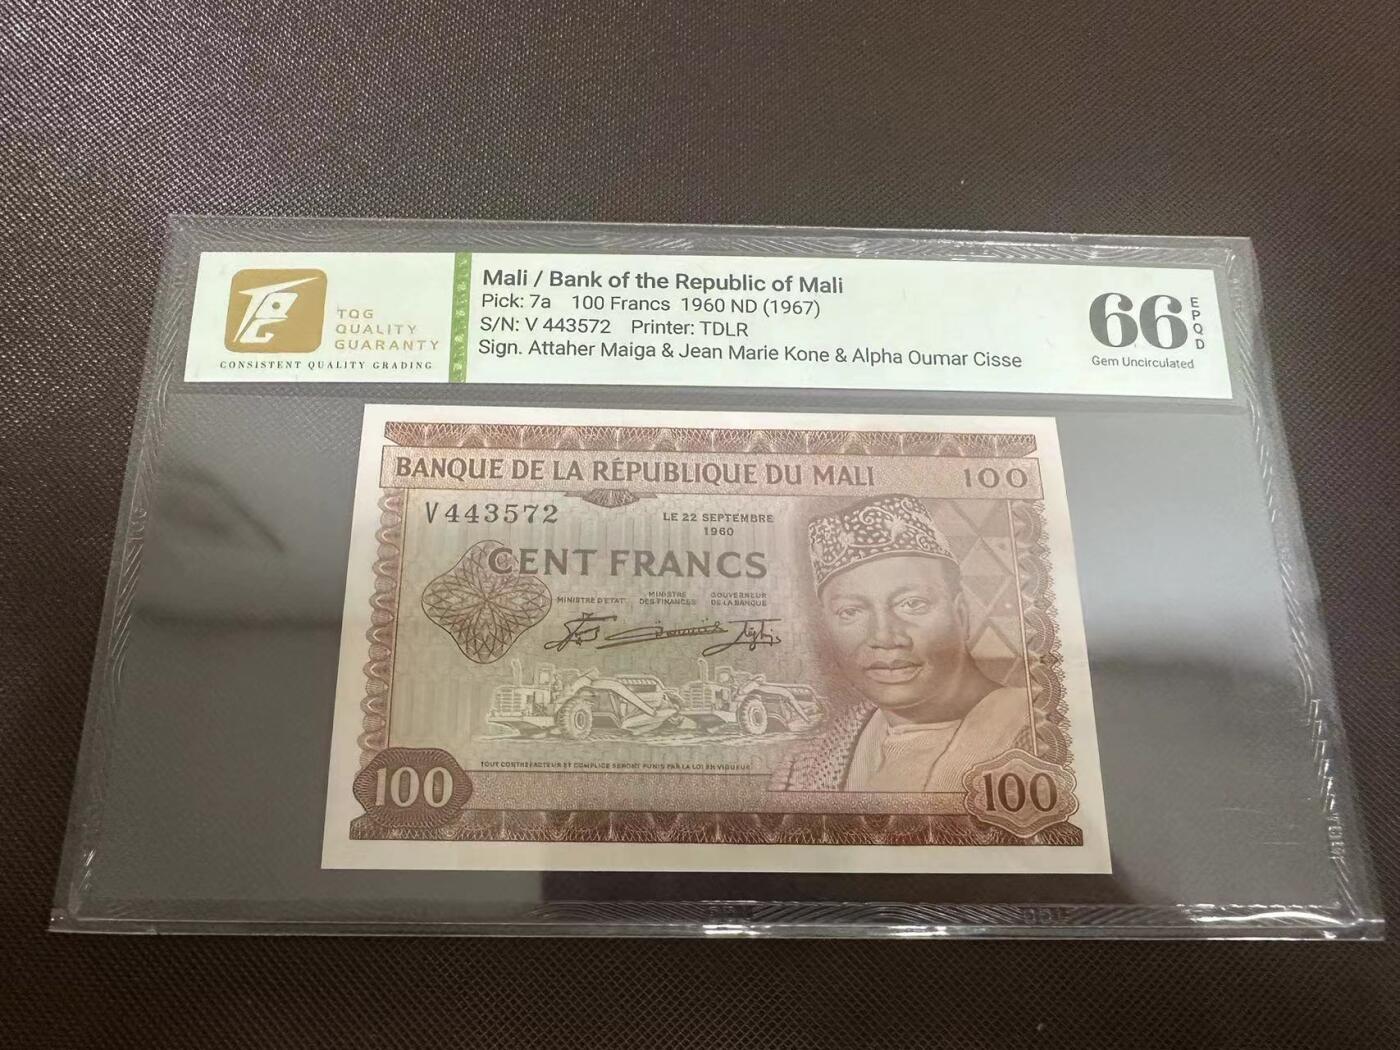 TQG
QUALITY
GUARANTY
CONSISTENT QUALITY GRADING
Mali / Bank of the Republic of Mali
Pick: 7a 100 Francs 1960 ND (1967)
S/N: V 443572 Printer: TDLR
Sign. Attaher Maiga & Jean Marie Kone & Alpha Oumar Cisse
66
EPQD
Gem Uncirculated
BANQUE DE LA RÉPUBLIQUE DU MALI
100
V443572
LE 22 SEPTEMBRE
1960
CENT FRANCS
MINISTRE D'ETAT
MINISTRE
DES FINANCES
GOUVERNEUR
DE LA BANQUE
TOUT CONTREFACTEUR ET COMPLICE SERONT PUNIS PAR LA LOI EN VIGUEUR
100
100